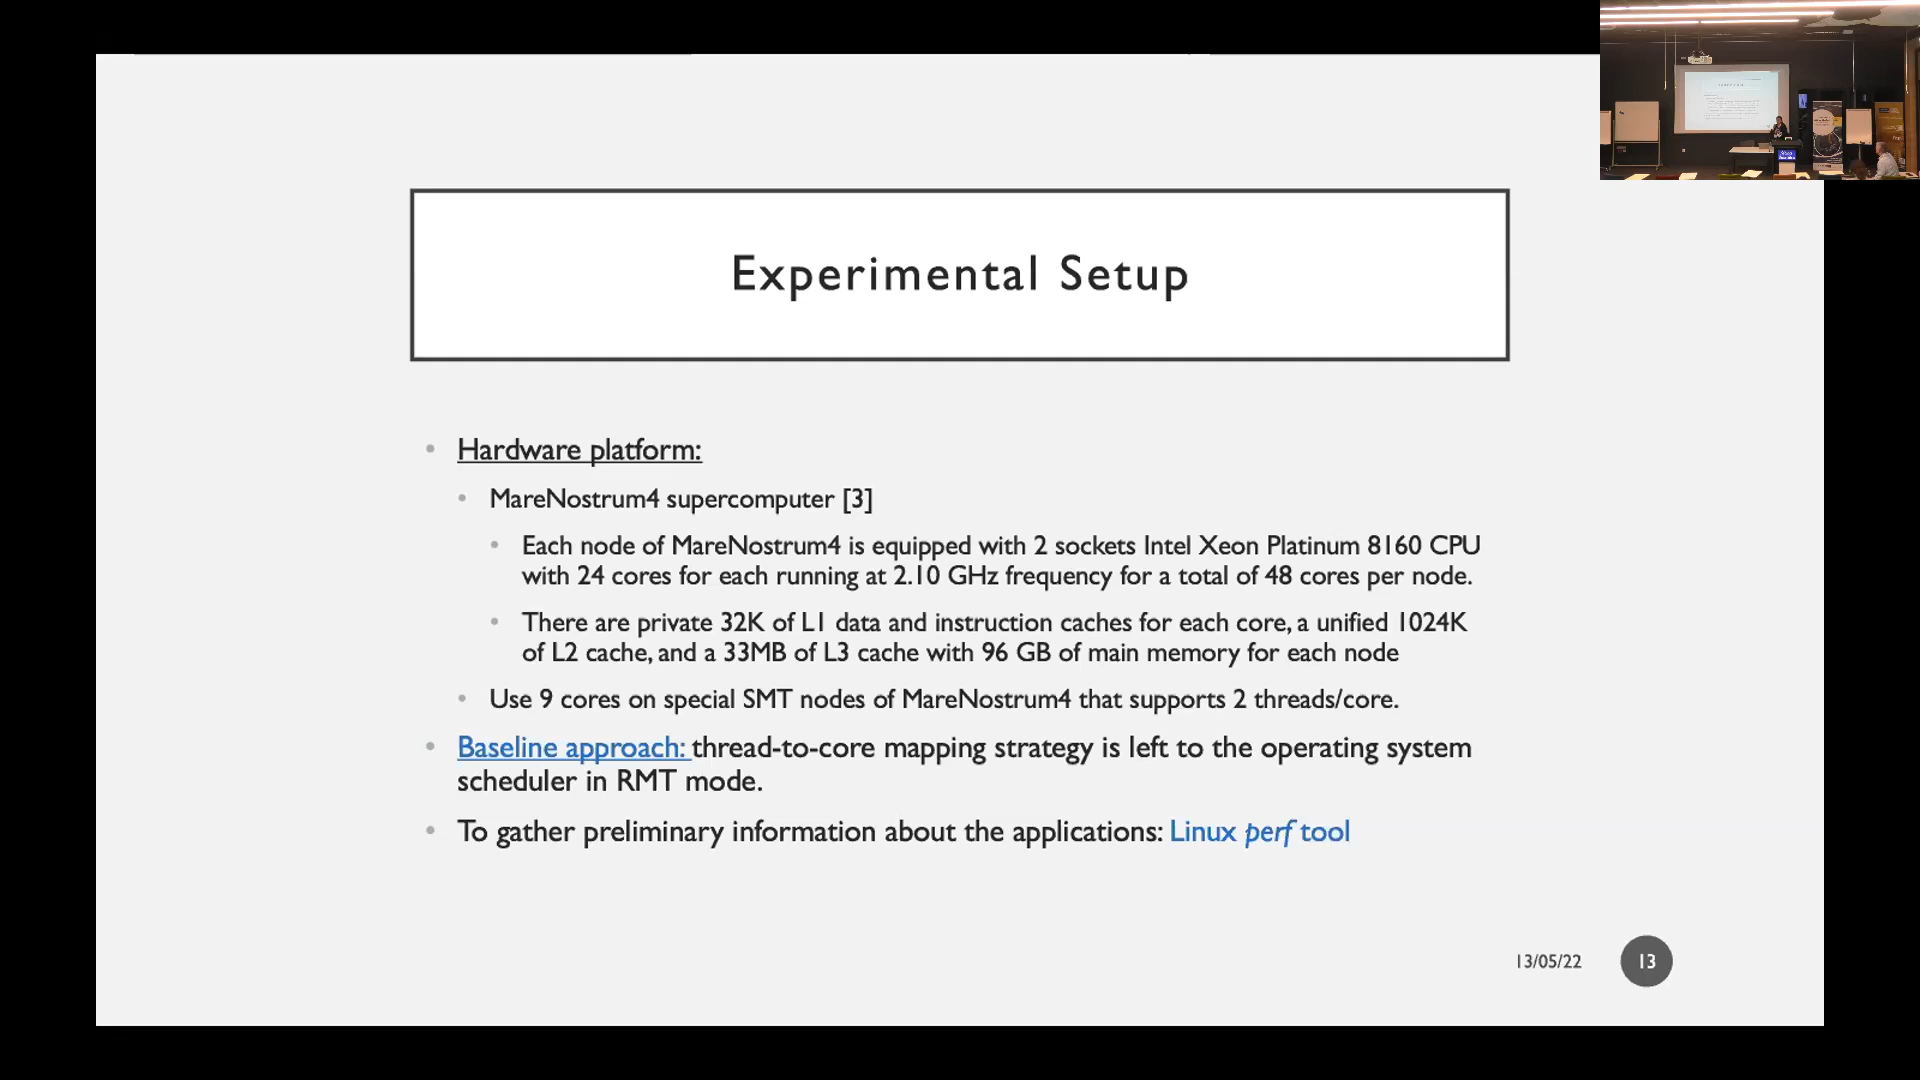 Experimental Setup
Hardware platform:
MareNostrum4 supercomputer [3]
Each node of MareNostrum4 is equipped with 2 sockets Intel Xeon Platinum 8160 CPU
with 24 cores for each running at 2.10 GHz frequency for a total of 48 cores per node.
There are private 32K of L1 data and instruction caches for each core, a unified 1024K
of L2 cache, and a 33MB of L3 cache with 96 GB of main memory for each node
Use 9 cores on special SMT nodes of MareNostrum4 that supports 2 threads/core.
Baseline approach: thread-to-core mapping strategy is left to the operating system
scheduler in RMT mode.
To gather preliminary information about the applications: Linux perf tool
13/05/22
13